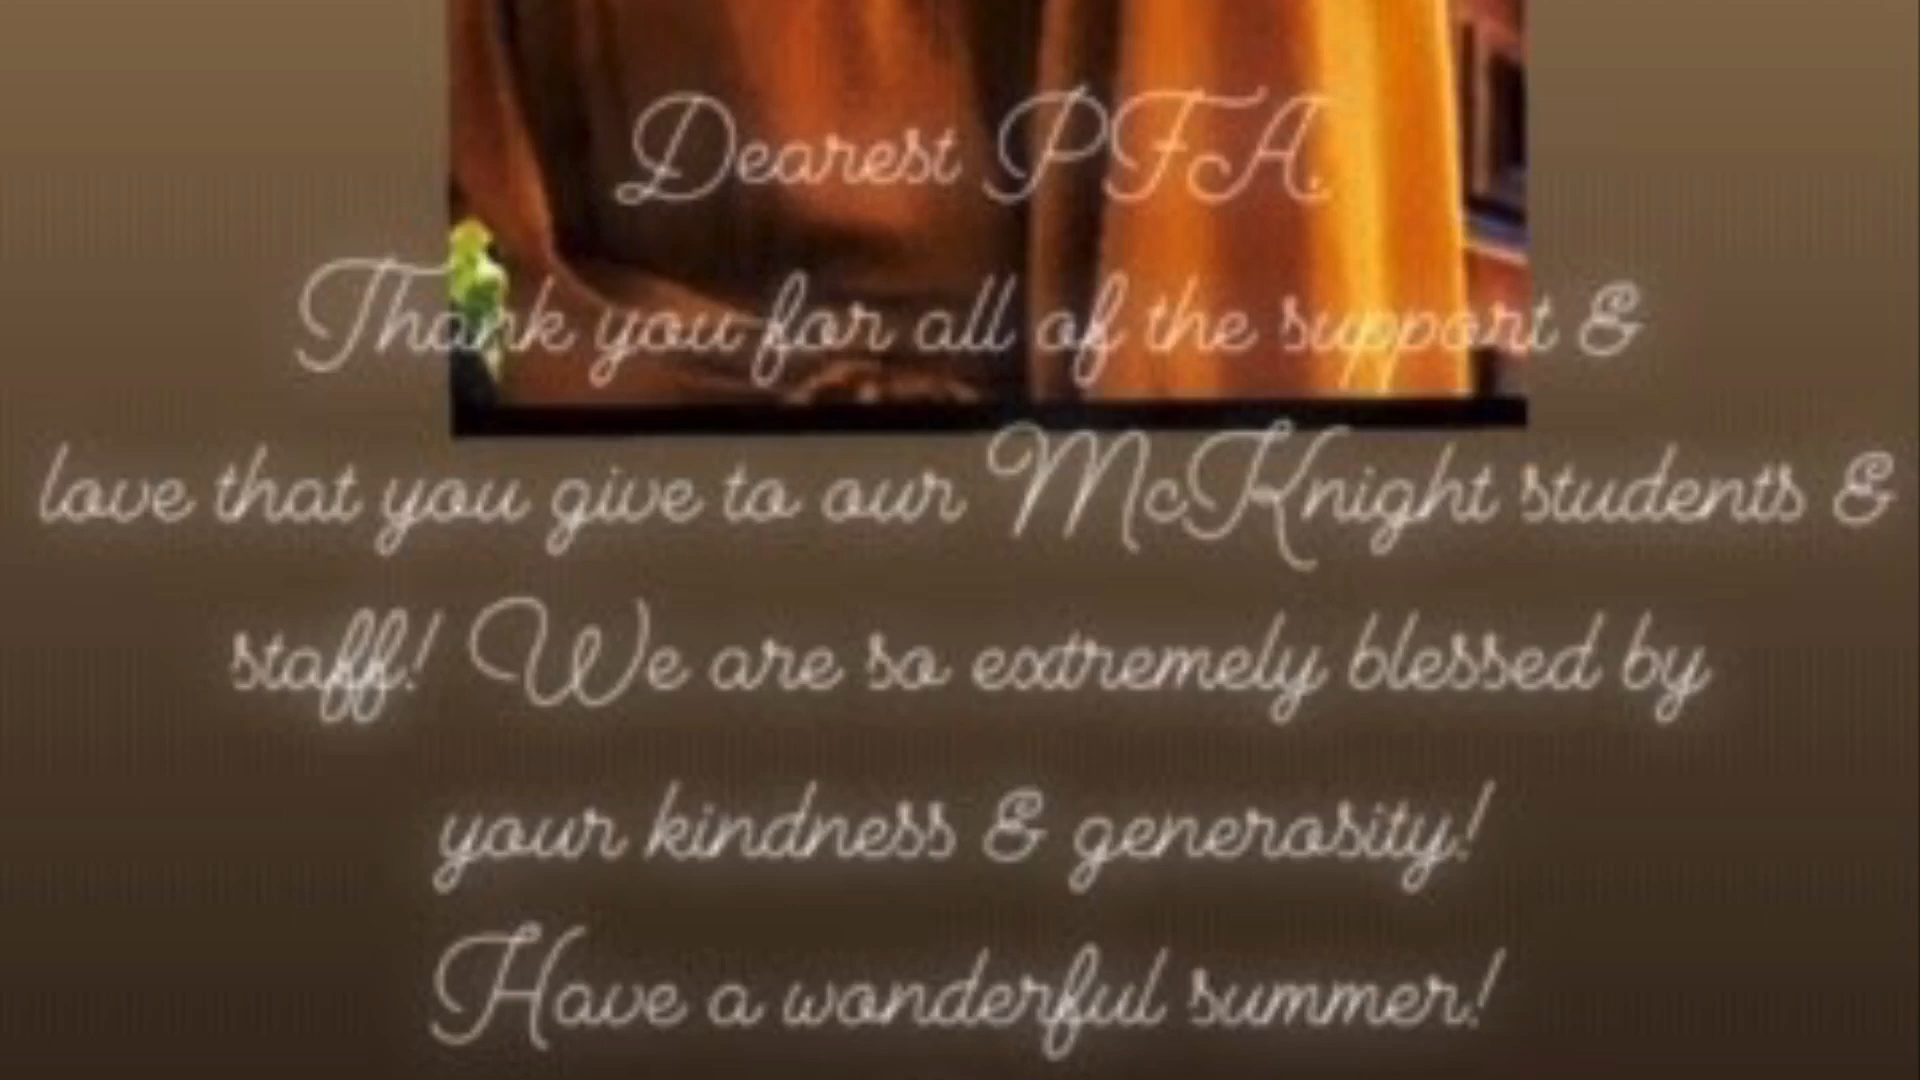 Dearest PFA,
Thank you for all of the support &
love that you give to our McKnight students &
staff! We are so extremely blessed by
your kindness & generosity!
Have a wonderful summer!